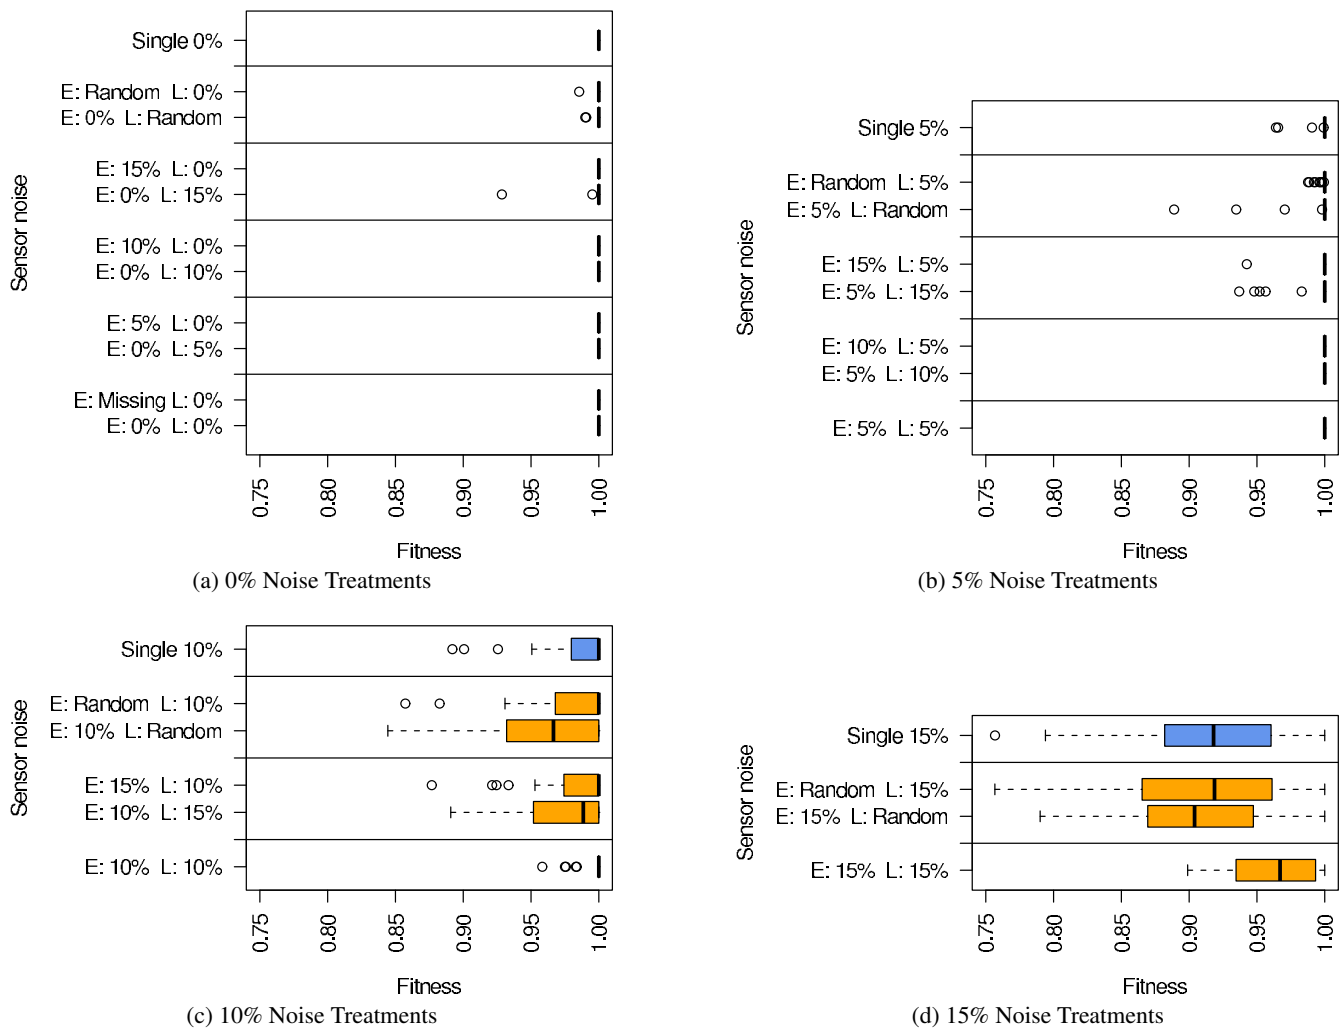 Sensor noise
Single 0%
E: Random L: 0%
E: 0% L: Random
E: 15% L: 0%
E: 0% L: 15%
E: 10% L: 0%
E: 0% L: 10%
E: 5% L: 0%
E: 0% L: 5%
E: Missing L: 0%
E: 0% L: 0%
0.75 0.80 0.85 0.90 0.95 1.00
Fitness
(a) 0% Noise Treatments
Sensor noise
Single 5%
E: Random L: 5%
E: 5% L: Random
E: 15% L: 5%
E: 5% L: 15%
E: 10% L: 5%
E: 5% L: 10%
E: 5% L: 5%
0.75 0.80 0.85 0.90 0.95 1.00
Fitness
(b) 5% Noise Treatments
Sensor noise
Single 10%
E: Random L: 10%
E: 10% L: Random
E: 15% L: 10%
E: 10% L: 15%
E: 10% L: 10%
0.75 0.80 0.85 0.90 0.95 1.00
Fitness
(c) 10% Noise Treatments
Sensor noise
Single 15%
E: Random L: 15%
E: 15% L: Random
E: 15% L: 15%
0.75 0.80 0.85 0.90 0.95 1.00
Fitness
(d) 15% Noise Treatments